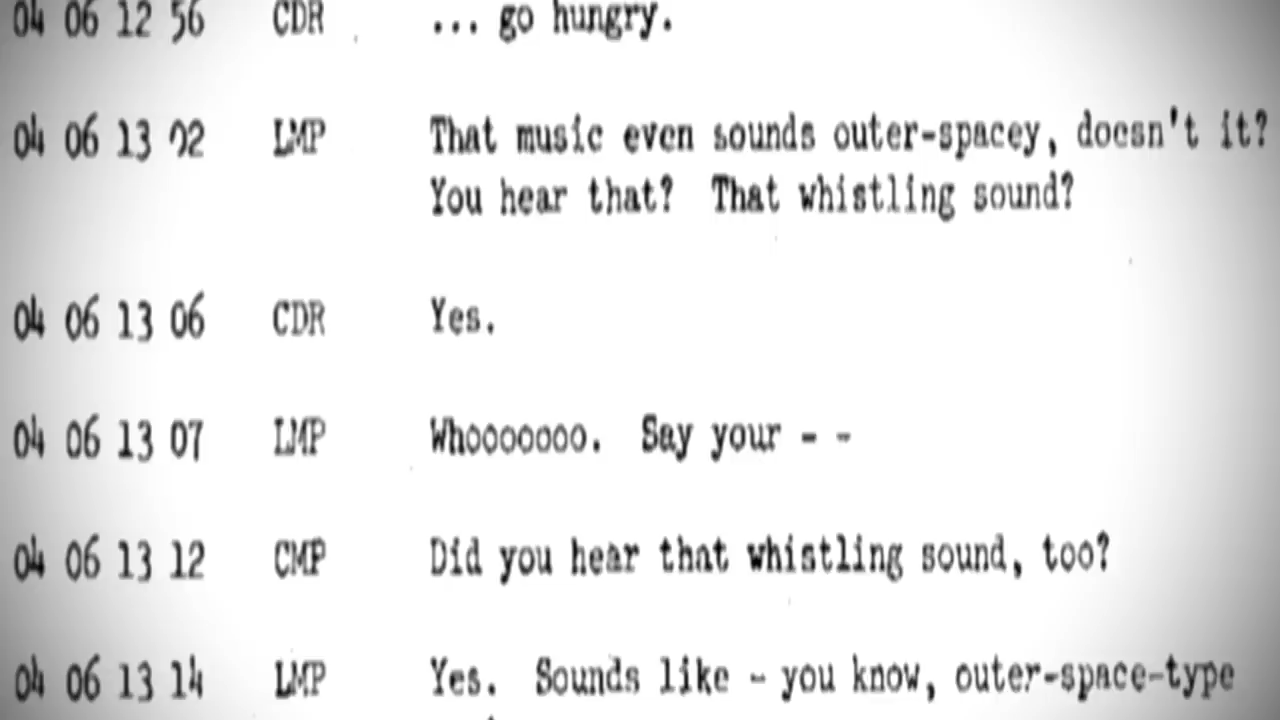 04 06 12 56 CDR ... go hungry.
04 06 13 02 LMP That music even sounds outer-spacey, doesn't it?
You hear that? That whistling sound?
04 06 13 06 CDR Yes.
04 06 13 07 LMP Whooooooo. Say your - -
04 06 13 12 CMP Did you hear that whistling sound, too?
04 06 13 14 LMP Yes. Sounds like - you know, outer-space-type